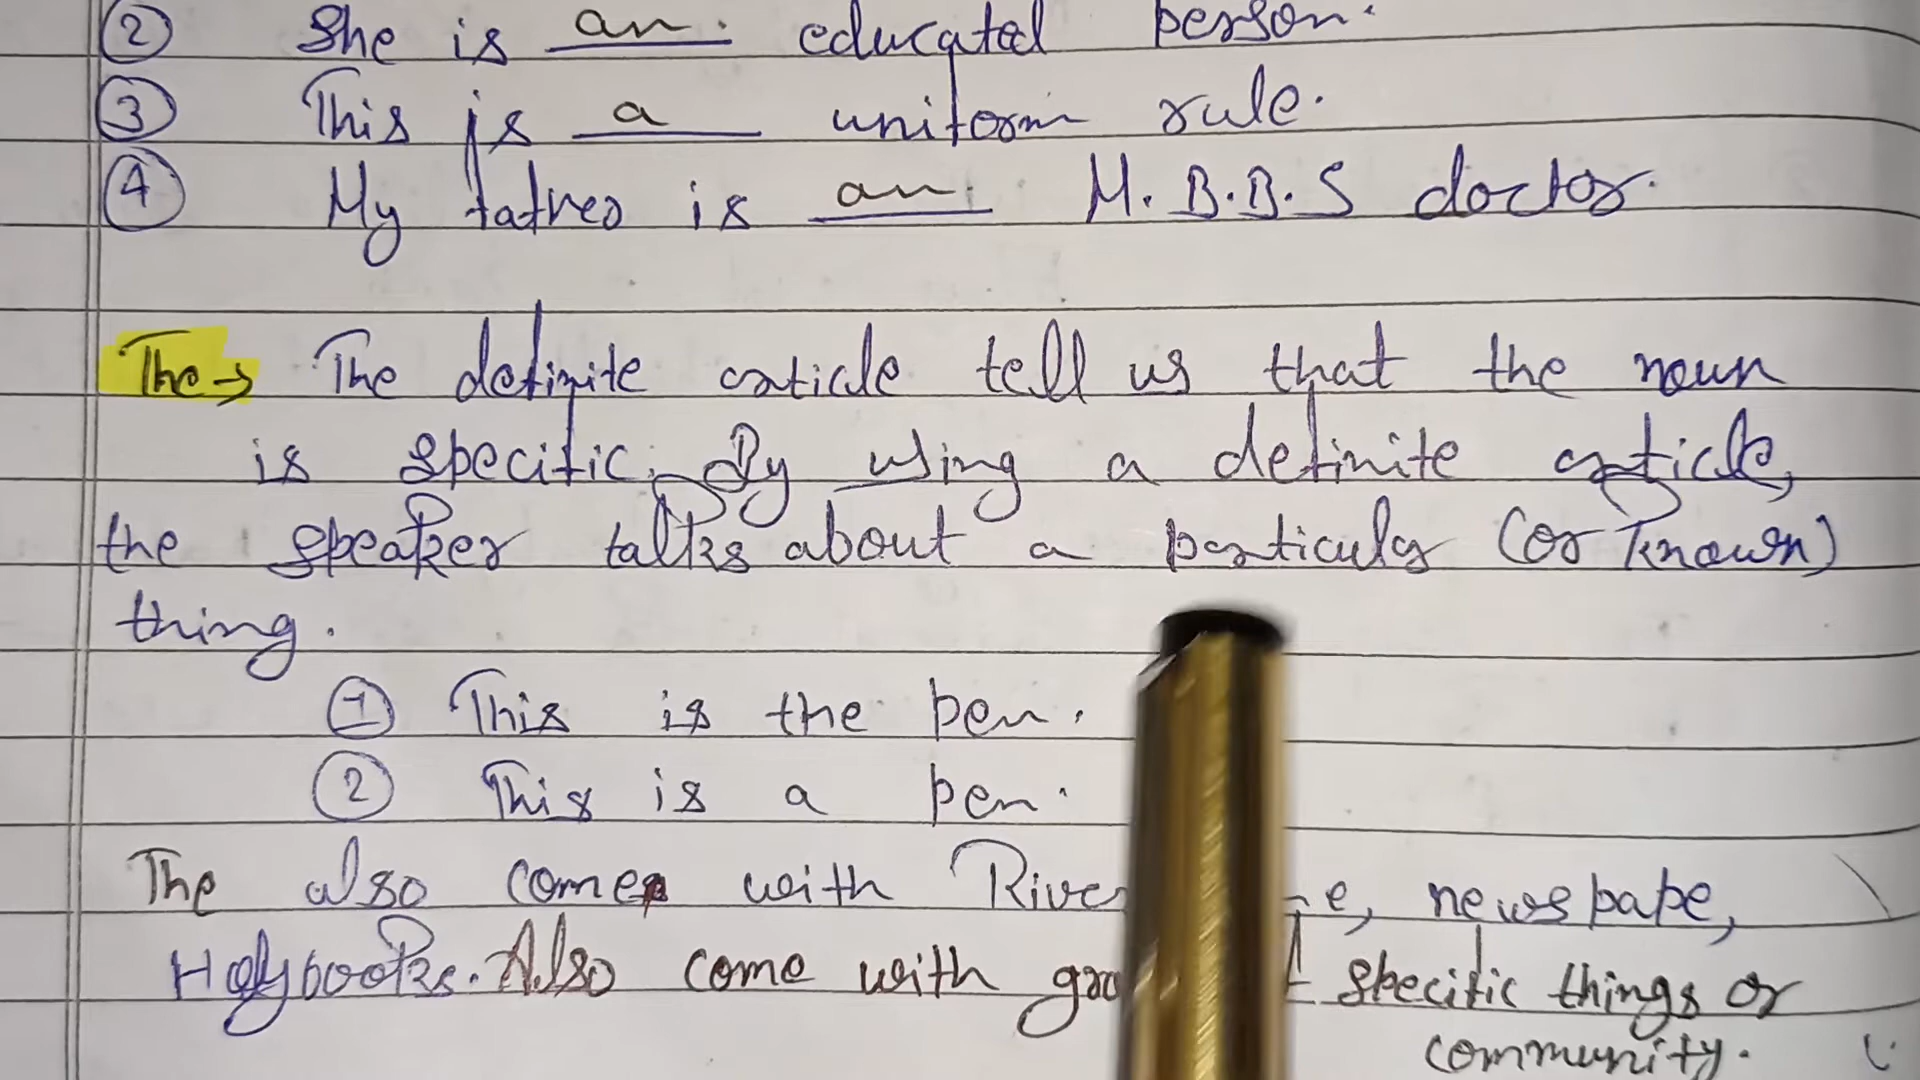 ② She is an educated person.
③ This is a uniform rule.
④ My father is an M.B.B.S doctor.
The → The definite article tell us that the noun
is specific. By using a definite article,
the speaker talks about a particular (or known)
thing.
① This is the pen.
② This is a pen.
The also come with River newspape,
Holybooks. Also come with specific things or
community.